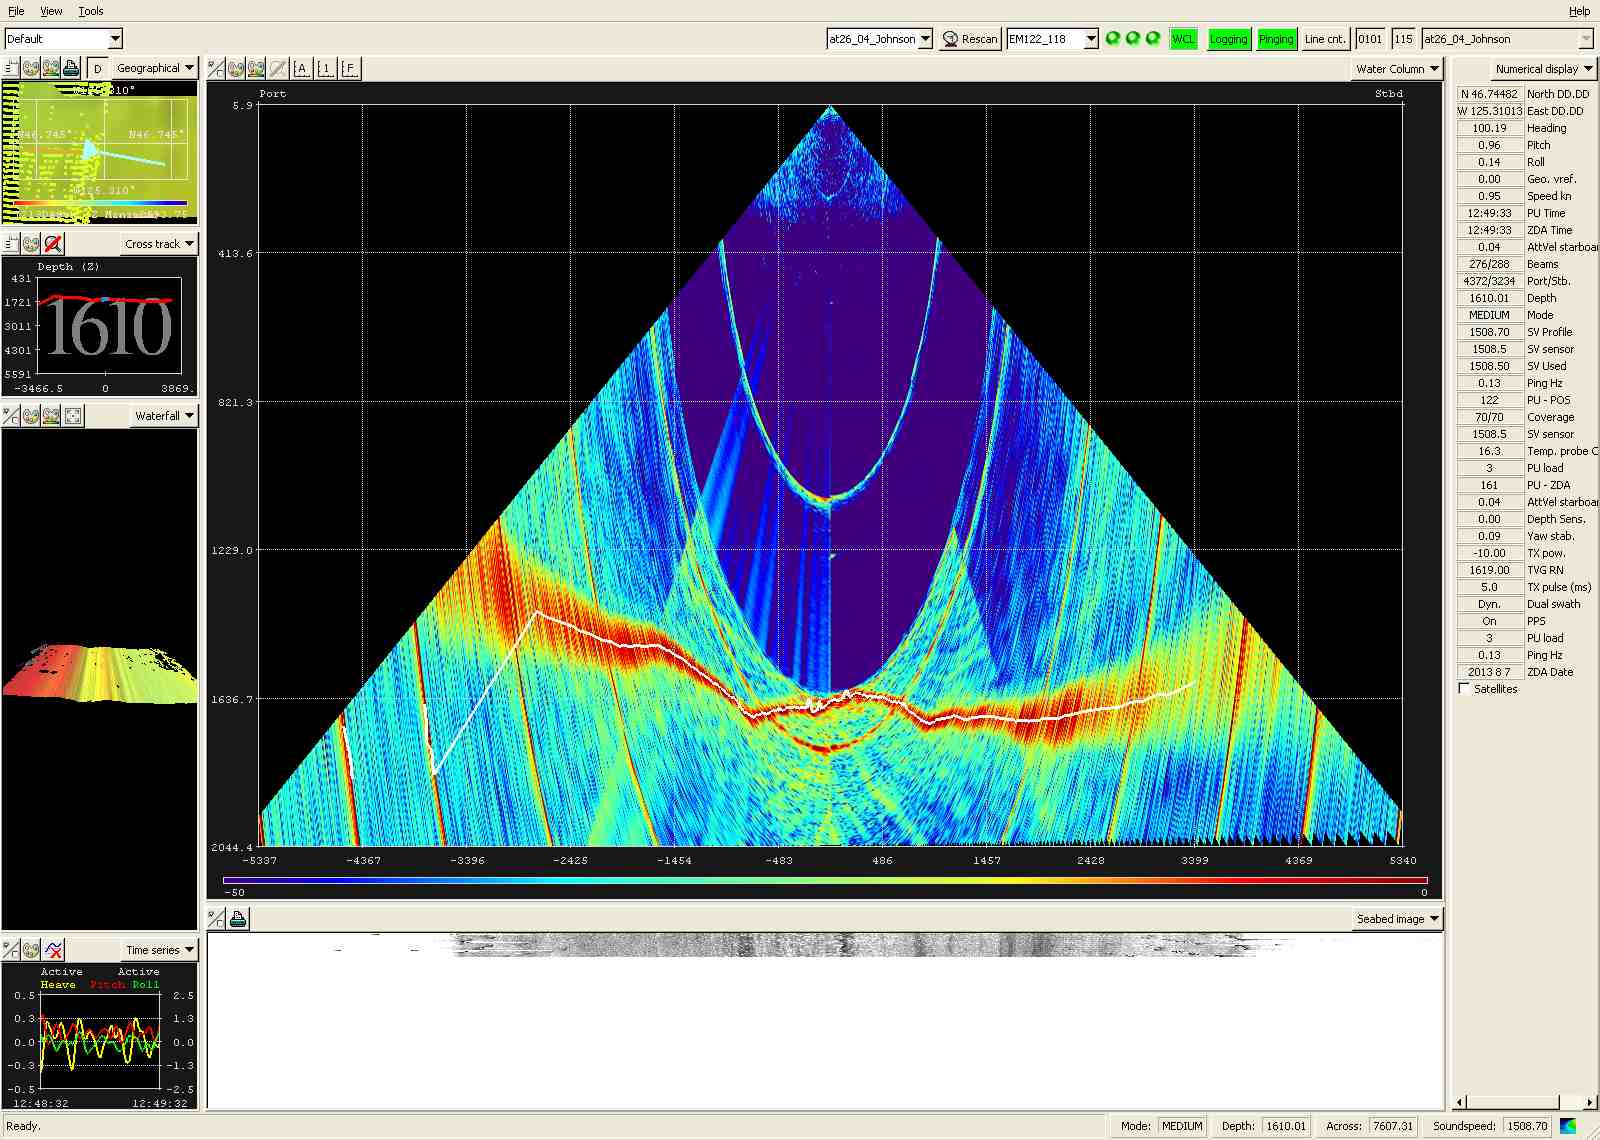 File View Tools Help
Default at26_04_Johnson Rescan EM122_118 WCL Logging Pinging Line cnt. 0101 115 at26_04_Johnson
D Geographical
N46.745° N46.745°
Cross track
Depth (Z)
431
1721
3011
4301
5591
1610
-3466.5 0 3869.
Waterfall
Time series
Active Active
Heave Pitch Roll
0.5 2.5
0.3 1.3
0.0 0.0
-0.3 -1.3
-0.5 -2.5
12:48:32 12:49:32
A 1 F Water Column
Port Stbd
5.9
413.6
821.3
1229.0
1636.7
2044.4
-5337 -4367 -3396 -2425 -1454 -483 486 1457 2428 3399 4369 5340
-50 0
Seabed image
Numerical display
N 46.74482 North DD.DD
W 125.31013 East DD.DD
100.19 Heading
0.96 Pitch
0.14 Roll
0.00 Geo. vref.
0.95 Speed kn
12:49:33 PU Time
12:49:33 ZDA Time
0.04 AttVel starboar
276/288 Beams
4372/3234 Port/Stb.
1610.01 Depth
MEDIUM Mode
1508.70 SV Profile
1508.5 SV sensor
1508.50 SV Used
0.13 Ping Hz
122 PU - POS
70/70 Coverage
1508.5 SV sensor
16.3 Temp. probe C
3 PU load
161 PU - ZDA
0.04 AttVel starboar
0.00 Depth Sens.
0.09 Yaw stab.
-10.00 TX pow.
1619.00 TVG RN
5.0 TX pulse (ms)
Dyn. Dual swath
On PPS
3 PU load
0.13 Ping Hz
2013 8 7 ZDA Date
Satellites
Ready. Mode: MEDIUM Depth: 1610.01 Across: 7607.31 Soundspeed: 1508.70